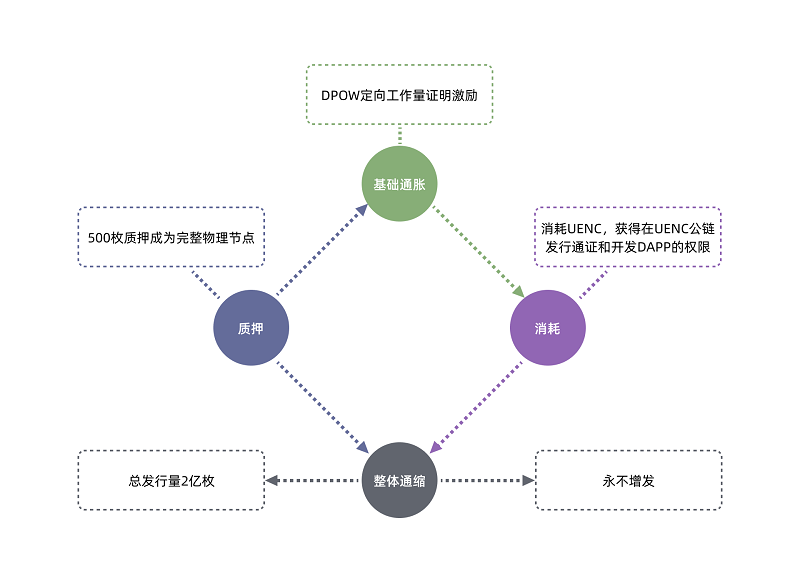 DPOW定向工作量证明激励
基础通胀
500枚质押成为完整物理节点
消耗UENC，获得在UENC公链
发行通证和开发DAPP的权限
质押
消耗
总发行量2亿枚
整体通缩
永不增发